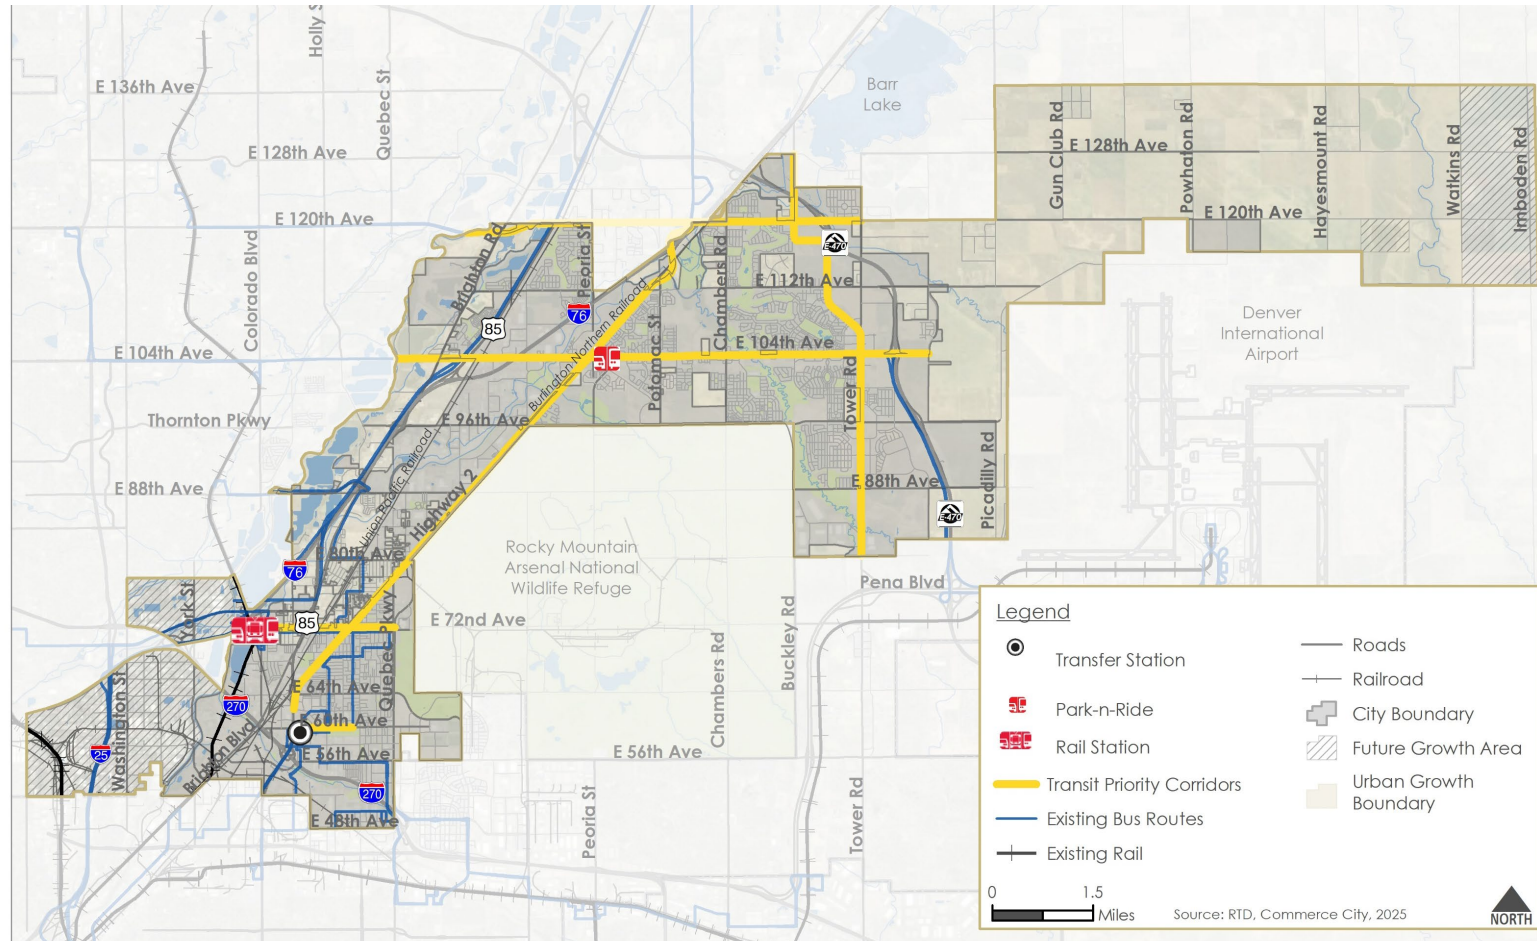 Holly S
Quebec St
Barr
Lake
E 136th Ave
E 128th Ave
E 120th Ave
Colorado Blvd
Brighton Rd
Peoria St
Gun Club Rd
E 128th Ave
Powhaton Rd
Hayesmount Rd
Watkins Rd
Imboden Rd
E 120th Ave
E-470
Chambers Rd
E 112th Ave
85
76
Burlington Northern Railroad
Potomac St
E 104th Ave
E 104th Ave
Denver
International
Airport
Thornton Pkwy
E 96th Ave
Tower Rd
Union Pacific Railroad
Highway 2
E 88th Ave
E 88th Ave
Picadilly Rd
E-470
E 80th Ave
76
Rocky Mountain
Arsenal National
Wildlife Refuge
Pena Blvd
York St
85
E 72nd Ave
Quebec Pkwy
Buckley Rd
Chambers Rd
E 64th Ave
270
Washington St
E 60th Ave
25
Brighton Blvd
E 56th Ave
E 56th Ave
270
E 48th Ave
Peoria St
Tower Rd
Legend
Transfer Station
Park-n-Ride
Rail Station
Transit Priority Corridors
Existing Bus Routes
Existing Rail
Roads
Railroad
City Boundary
Future Growth Area
Urban Growth
Boundary
0 1.5
Miles
Source: RTD, Commerce City, 2025
NORTH